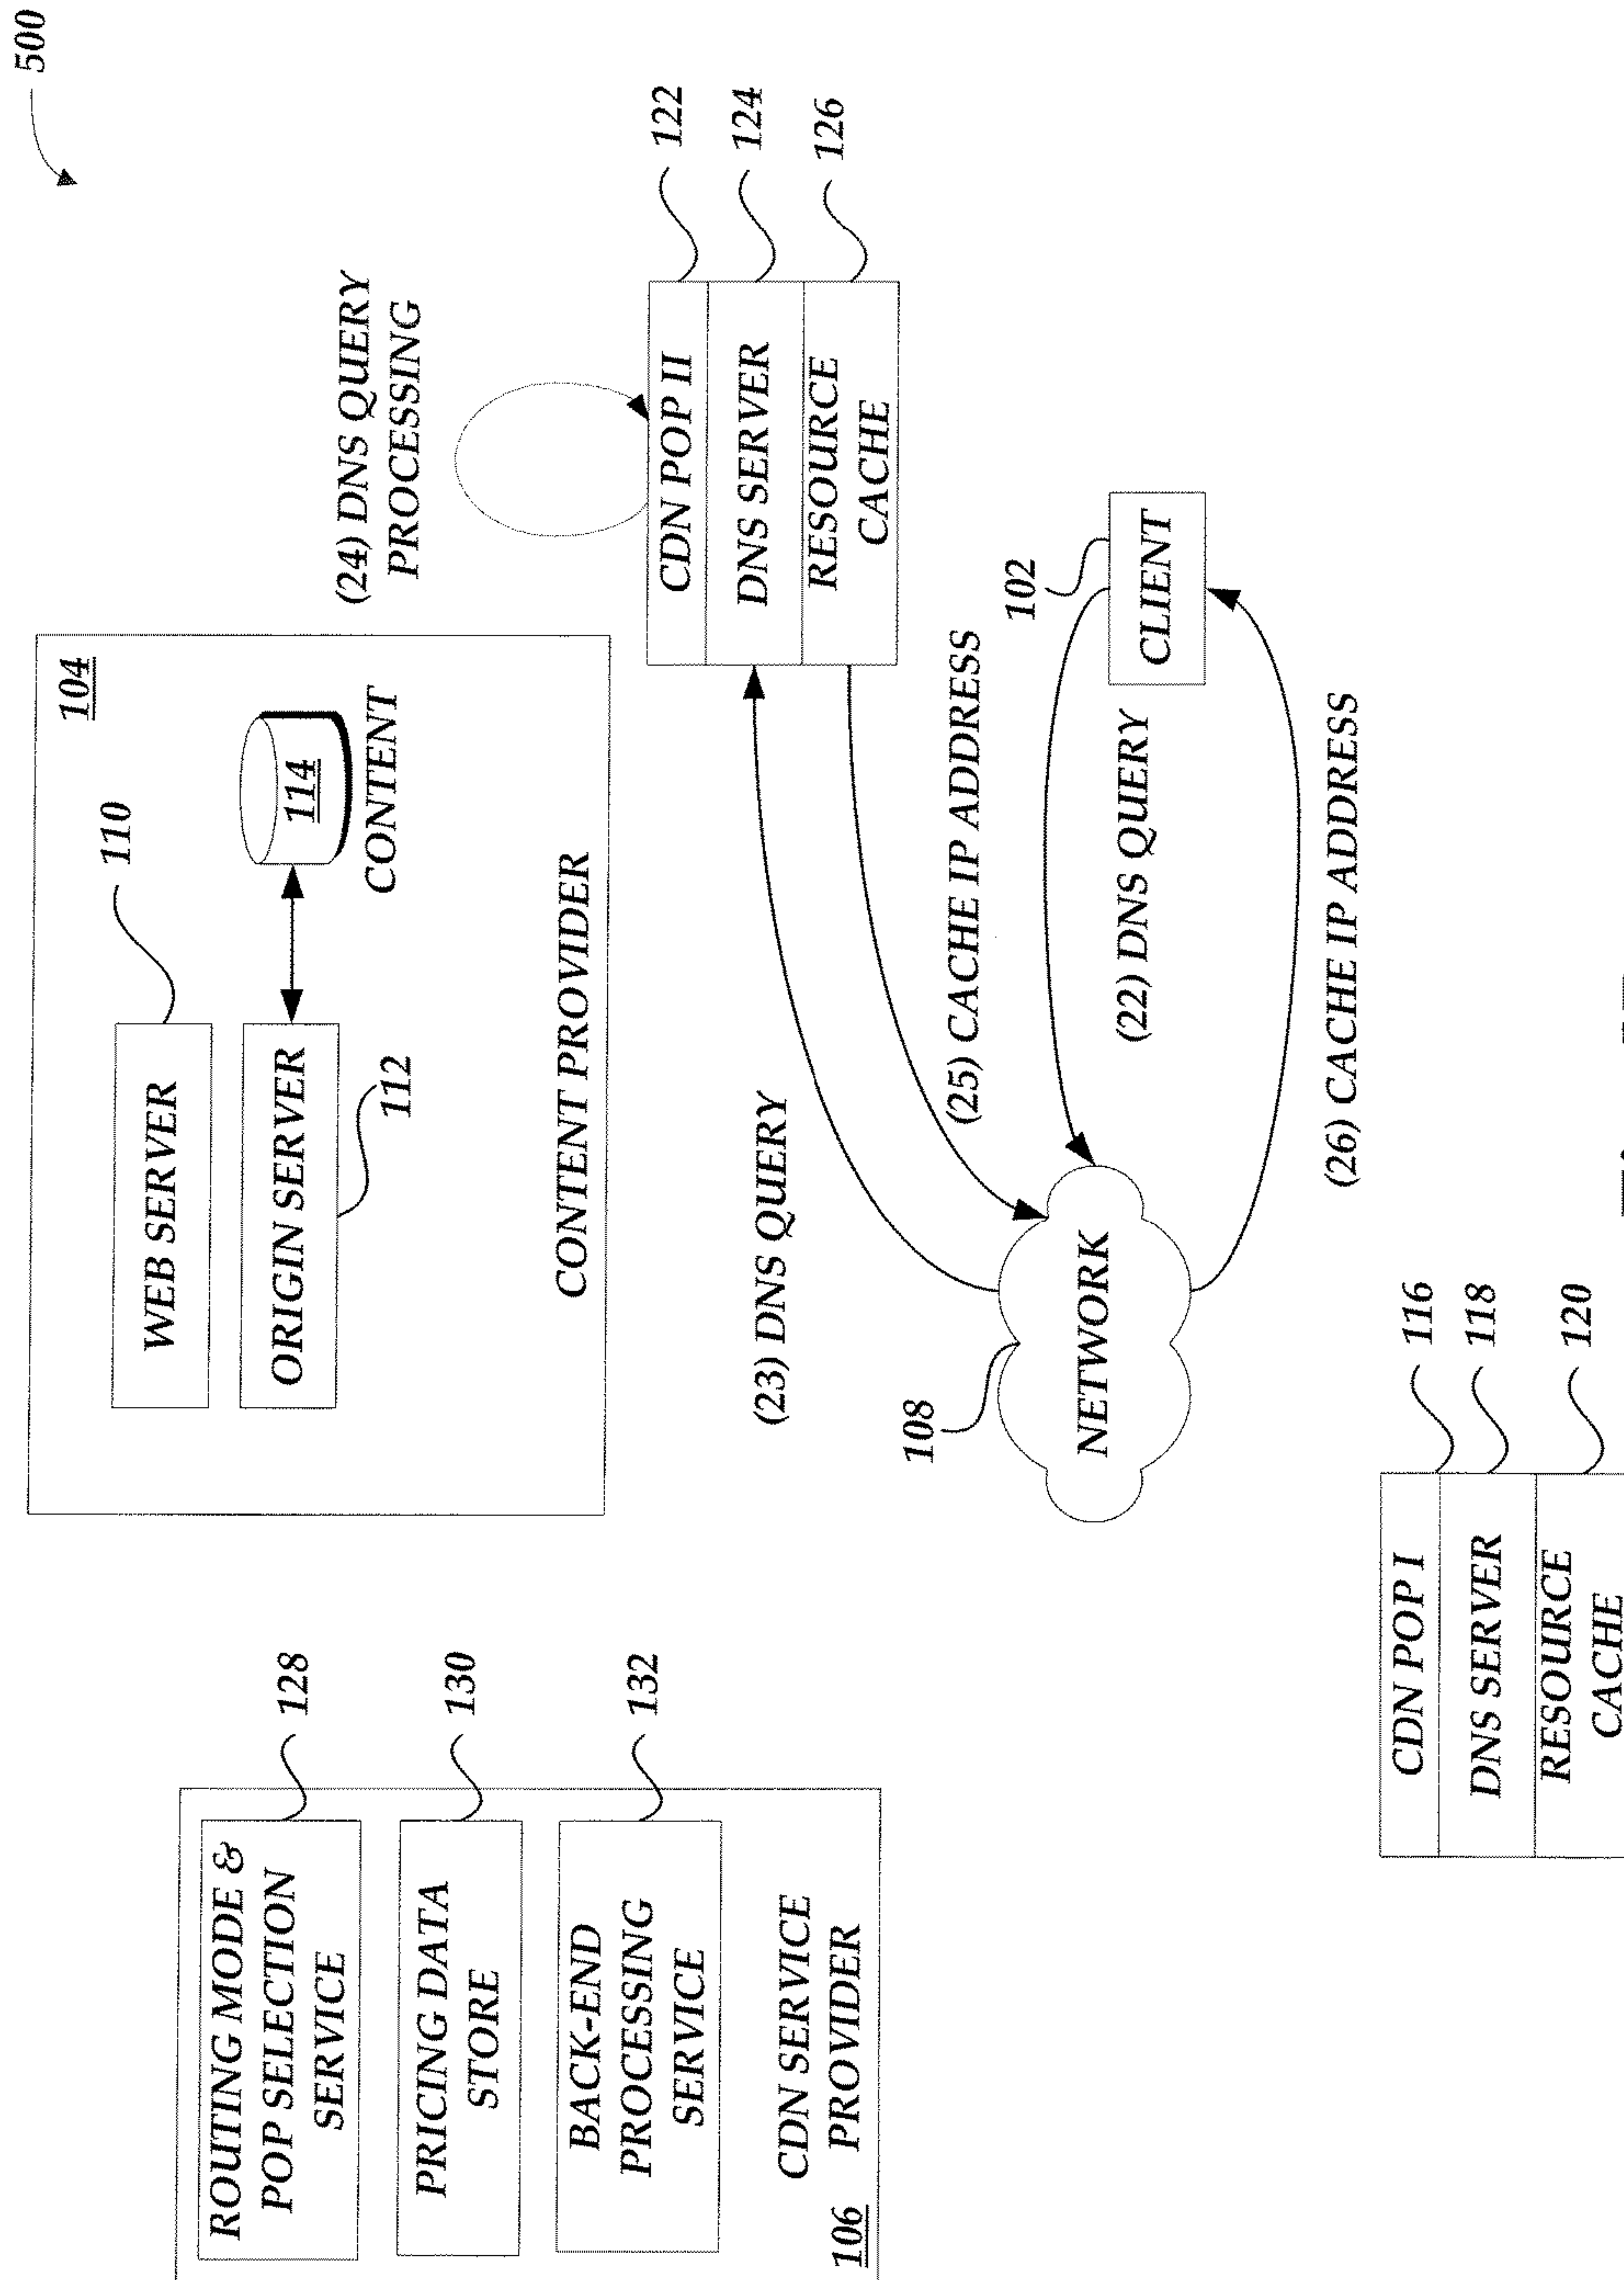 500
ROUTING MODE &
POP SELECTION
SERVICE
128
PRICING DATA
STORE
130
BACK-END
PROCESSING
SERVICE
132
CDN SERVICE
PROVIDER
106
104
WEB SERVER
110
ORIGIN SERVER
112
114
CONTENT
CONTENT PROVIDER
(24) DNS QUERY
PROCESSING
CDN POP II
122
DNS SERVER
124
RESOURCE
CACHE
126
(23) DNS QUERY
(25) CACHE IP ADDRESS
108
NETWORK
102
CLIENT
(22) DNS QUERY
(26) CACHE IP ADDRESS
CDN POP I
116
DNS SERVER
118
RESOURCE
CACHE
120